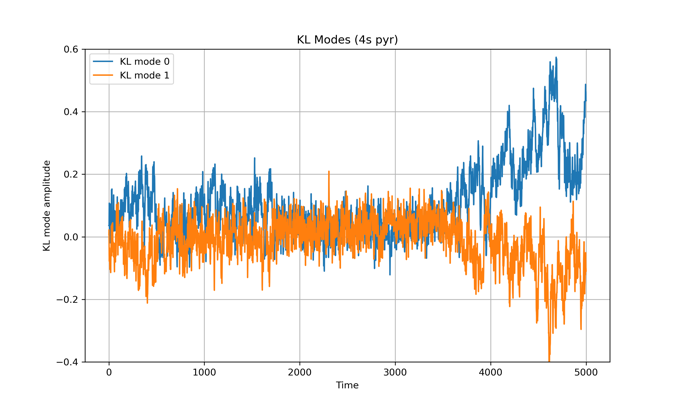 KL Modes (4s pyr)
KL mode 0
KL mode 1
0.6
0.4
0.2
0.0
−0.2
−0.4
KL mode amplitude
0 1000 2000 3000 4000 5000
Time